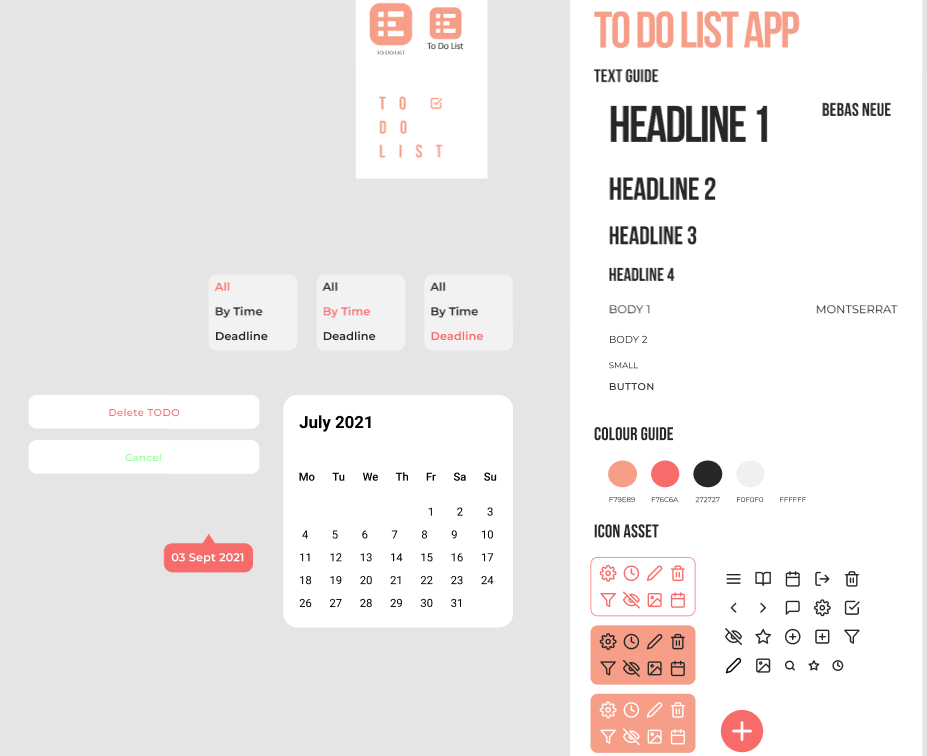 TO DO LIST
To Do List
T O
D O
L I S T
All
By Time
Deadline
All
By Time
Deadline
All
By Time
Deadline
Delete TODO
Cancel
03 Sept 2021
July 2021
Mo Tu We Th Fr Sa Su
1 2 3
4 5 6 7 8 9 10
11 12 13 14 15 16 17
18 19 20 21 22 23 24
26 27 28 29 30 31
TO DO LIST APP
TEXT GUIDE
HEADLINE 1 BEBAS NEUE
HEADLINE 2
HEADLINE 3
HEADLINE 4
BODY 1 MONTSERRAT
BODY 2
SMALL
BUTTON
COLOUR GUIDE
F79E89 F76C6A 272727 F0F0F0 FFFFFF
ICON ASSET